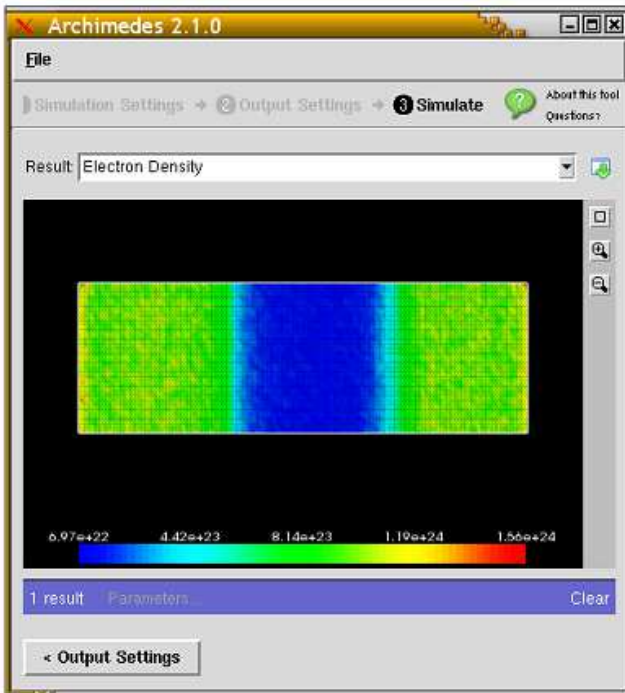 Archimedes 2.1.0
File
1 Simulation Settings → 2 Output Settings → 3 Simulate
About this tool
Questions?
Result: Electron Density
6.97e+22 4.42e+23 8.14e+23 1.19e+24 1.56e+24
1 result Parameters... Clear
< Output Settings